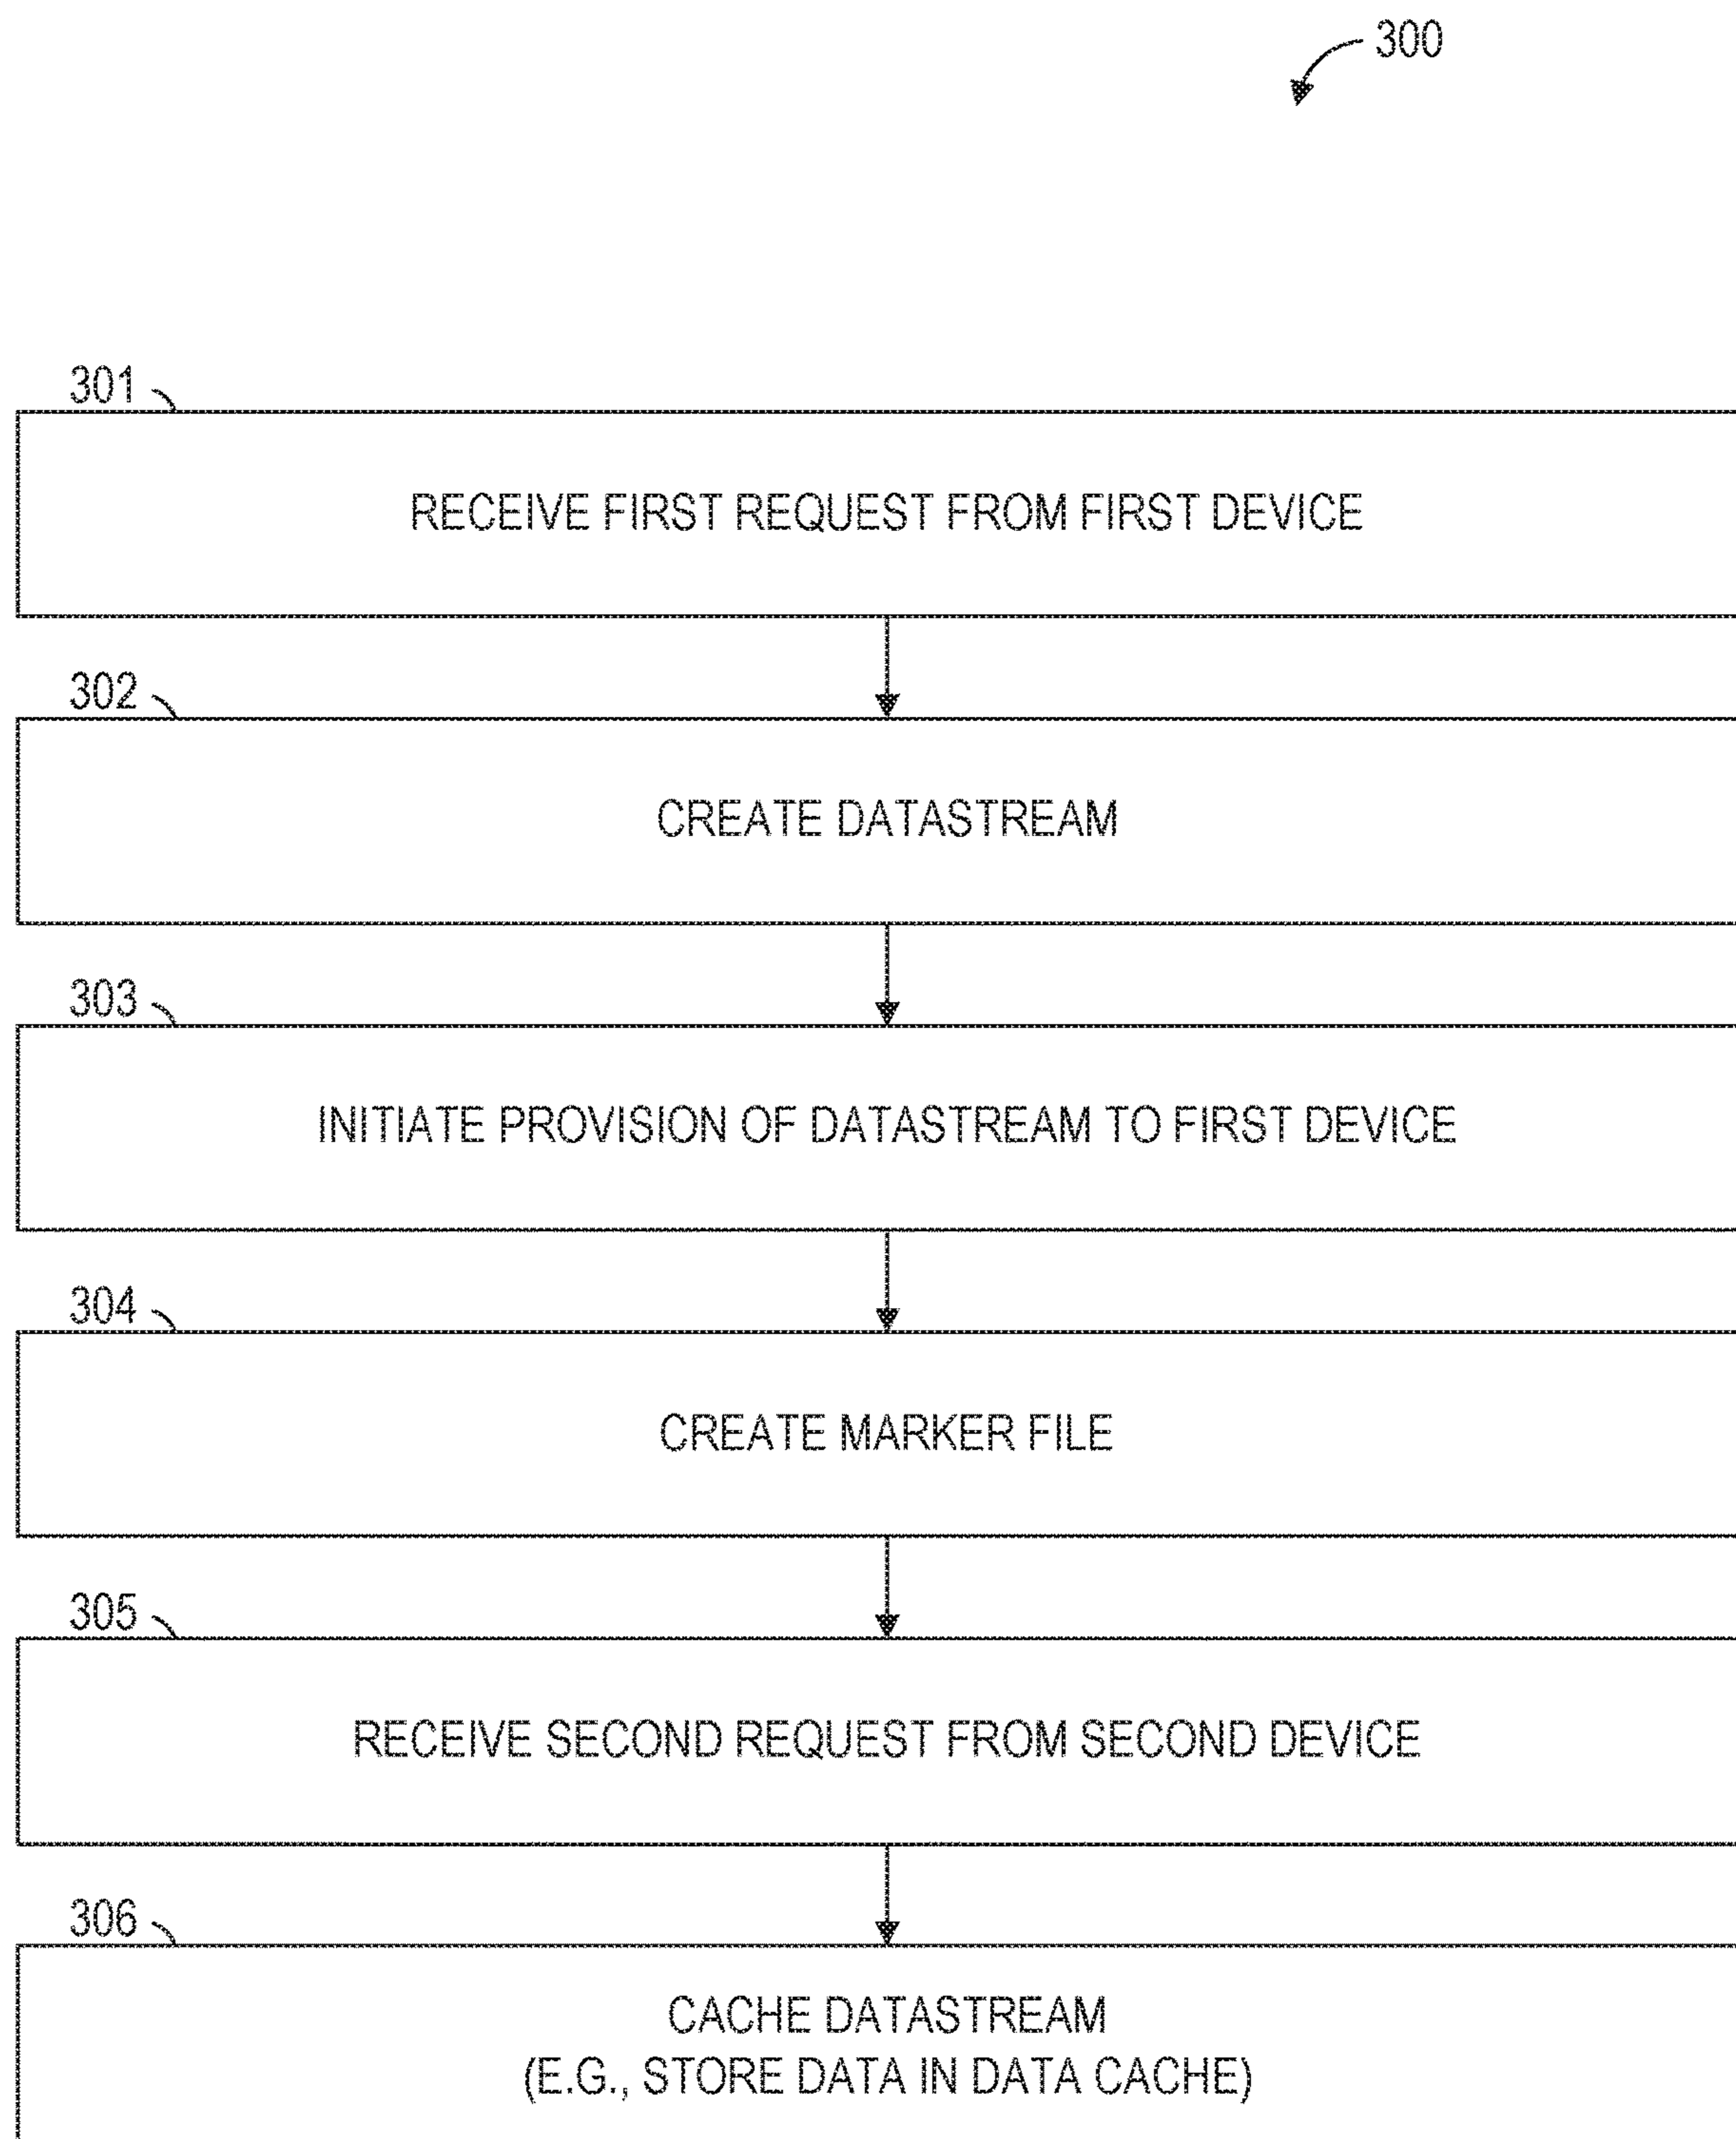 300
301
RECEIVE FIRST REQUEST FROM FIRST DEVICE
302
CREATE DATASTREAM
303
INITIATE PROVISION OF DATASTREAM TO FIRST DEVICE
304
CREATE MARKER FILE
305
RECEIVE SECOND REQUEST FROM SECOND DEVICE
306
CACHE DATASTREAM
(E.G., STORE DATA IN DATA CACHE)